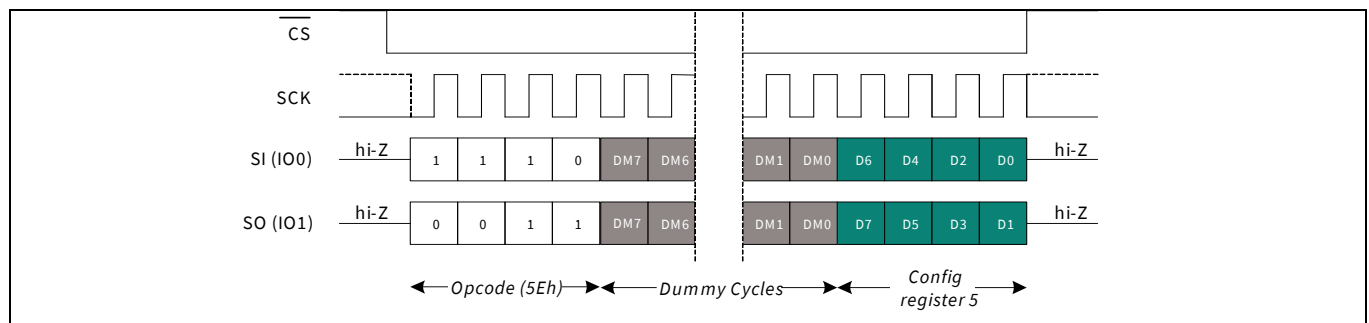 CS
SCK
SI (IO0) hi-Z 1 1 1 0 DM7 DM6 DM1 DM0 D6 D4 D2 D0 hi-Z
SO (IO1) hi-Z 0 0 1 1 DM7 DM6 DM1 DM0 D7 D5 D3 D1 hi-Z
Opcode (5Eh) Dummy Cycles Config
register 5